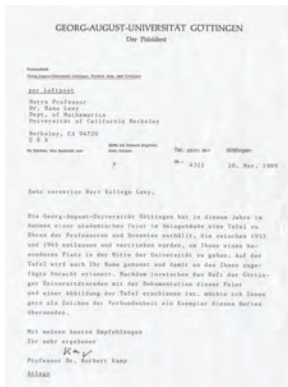 GEORG-AUGUST-UNIVERSITÄT GÖTTINGEN
Der Präsident
per Luftpost
Herrn Professor
Dr. Hans Lewy
Dept. of Mathematics
Universität of California Berkeley
Berkeley, CA 94720
U S A
Göttingen
4311
20. Nov. 1989
Sehr verehrter Herr Kollege Lewy,
Die Georg-August-Universität Göttingen hat in diesem Jahre im
Rahmen einer akademischen Feier im Aulagebäude eine Tafel zu
Ehren der Professoren und Dozenten enthüllt, die zwischen 1933
und 1945 entlassen und vertrieben wurden, um Ihnen einen be-
sonderen Platz in der Mitte der Universität zu geben. Auf der
Tafel wird auch Ihr Name genannt und damit an das Ihnen zuge-
fügte Unrecht erinnert. Nachdem inzwischen das Heft der Göttin-
ger Universitätsreden mit der Dokumentation dieser Feier
und einer Abbildung der Tafel erschienen ist, möchte ich Ihnen
gern als Zeichen der Verbundenheit ein Exemplar dieses Heftes
übersenden.
Mit meinen besten Empfehlungen
Ihr sehr ergebener
Professor Dr. Norbert Kamp
Anlage